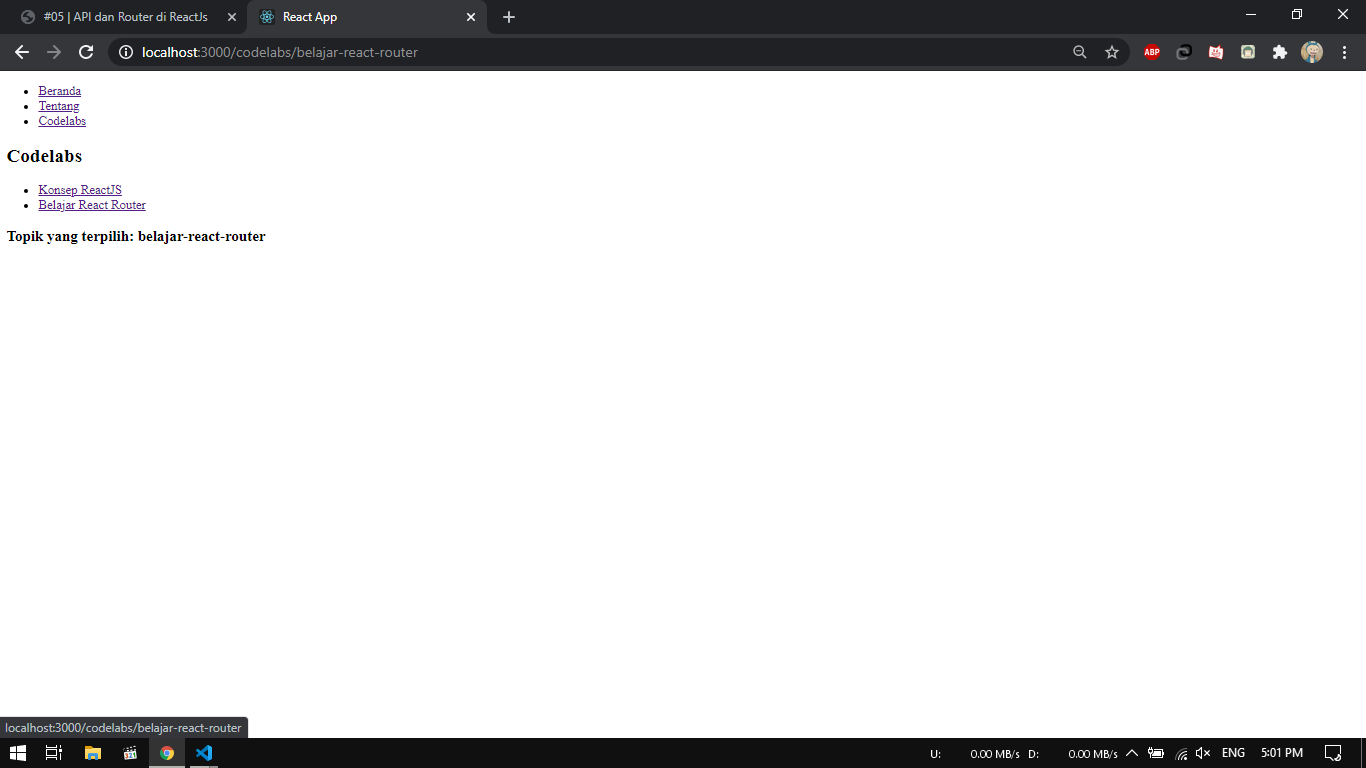 #05 | API dan Router di ReactJs
React App
localhost:3000/codelabs/belajar-react-router
ABP
Beranda
Tentang
Codelabs
Codelabs
Konsep ReactJS
Belajar React Router
Topik yang terpilih: belajar-react-router
localhost:3000/codelabs/belajar-react-router
U: 0.00 MB/s D: 0.00 MB/s ENG 5:01 PM